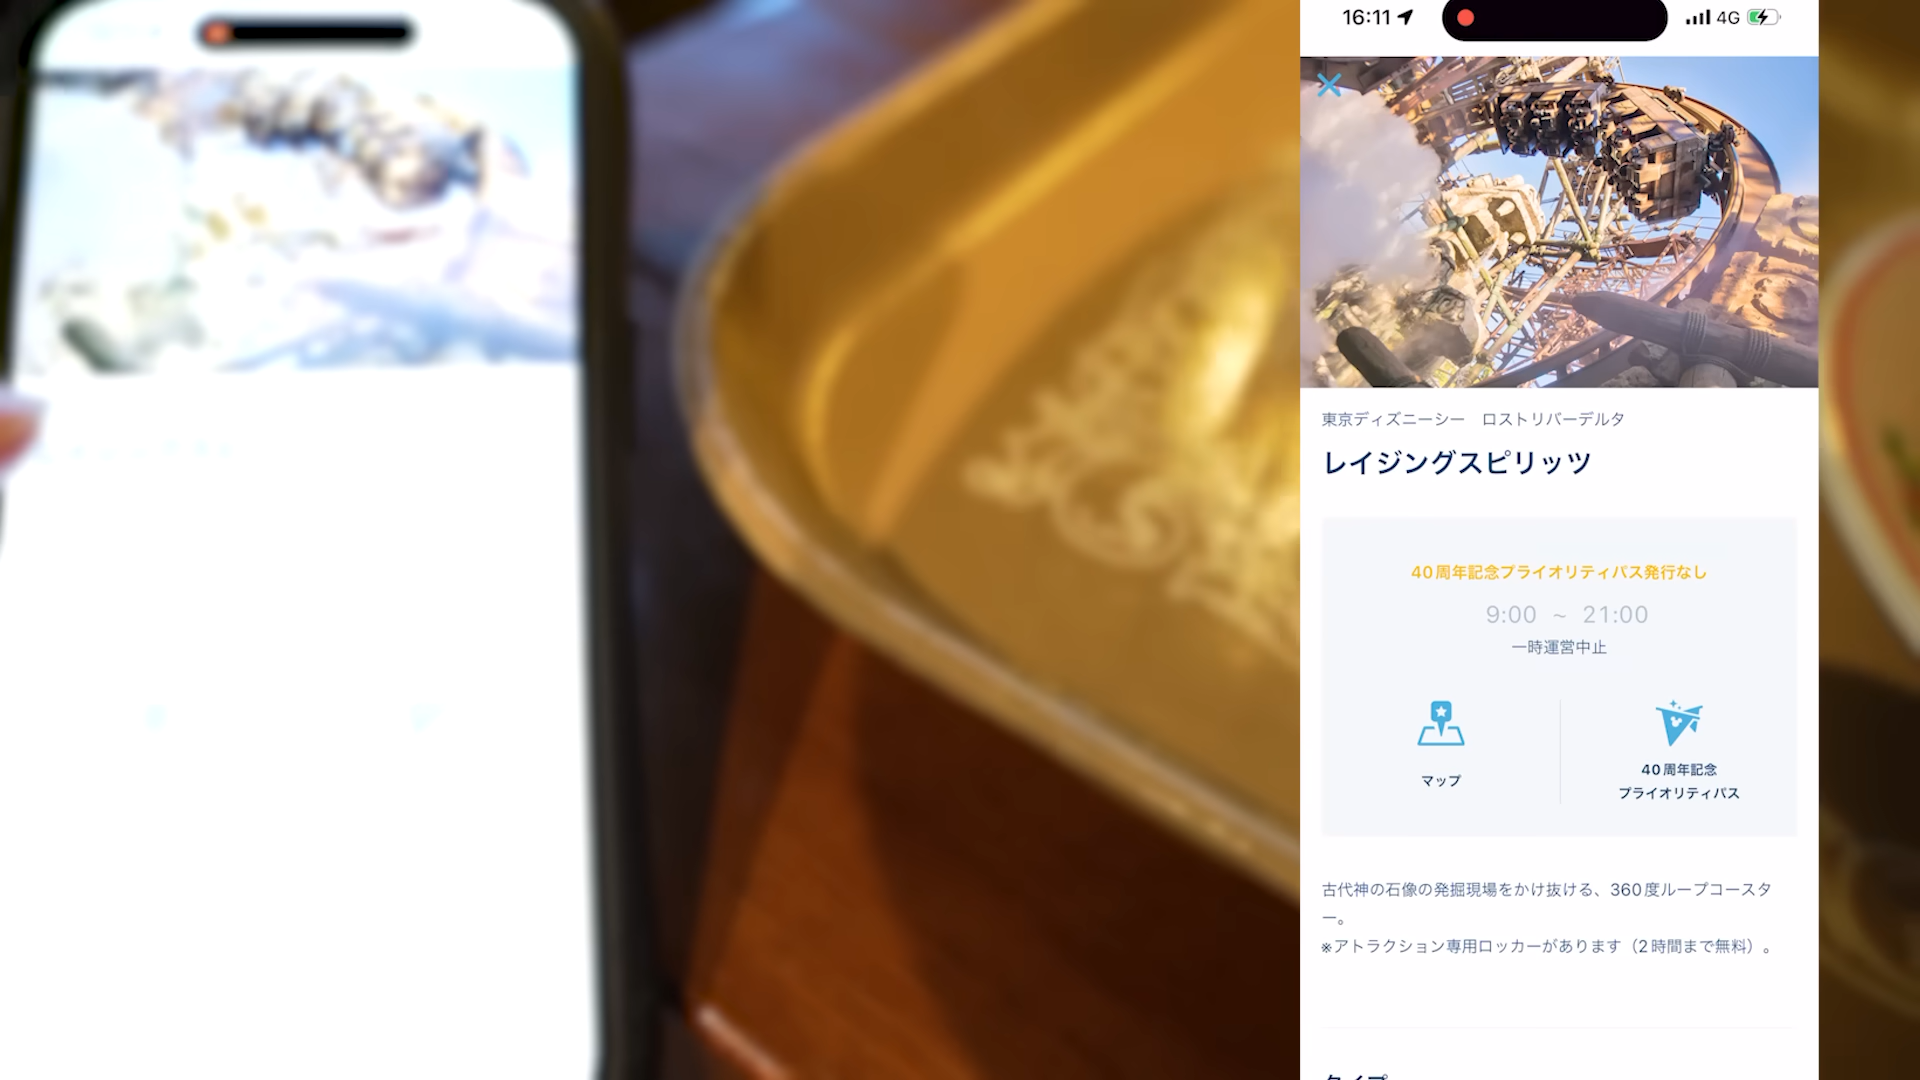 16:11
4G
東京ディズニーシー　ロストリバーデルタ
レイジングスピリッツ
40周年記念プライオリティパス発行なし
9:00 ~ 21:00
一時運営中止
マップ
40周年記念
プライオリティパス
古代神の石像の発掘現場をかけ抜ける、360度ループコースタ
ー。
※アトラクション専用ロッカーがあります（2時間まで無料）。
タイプ